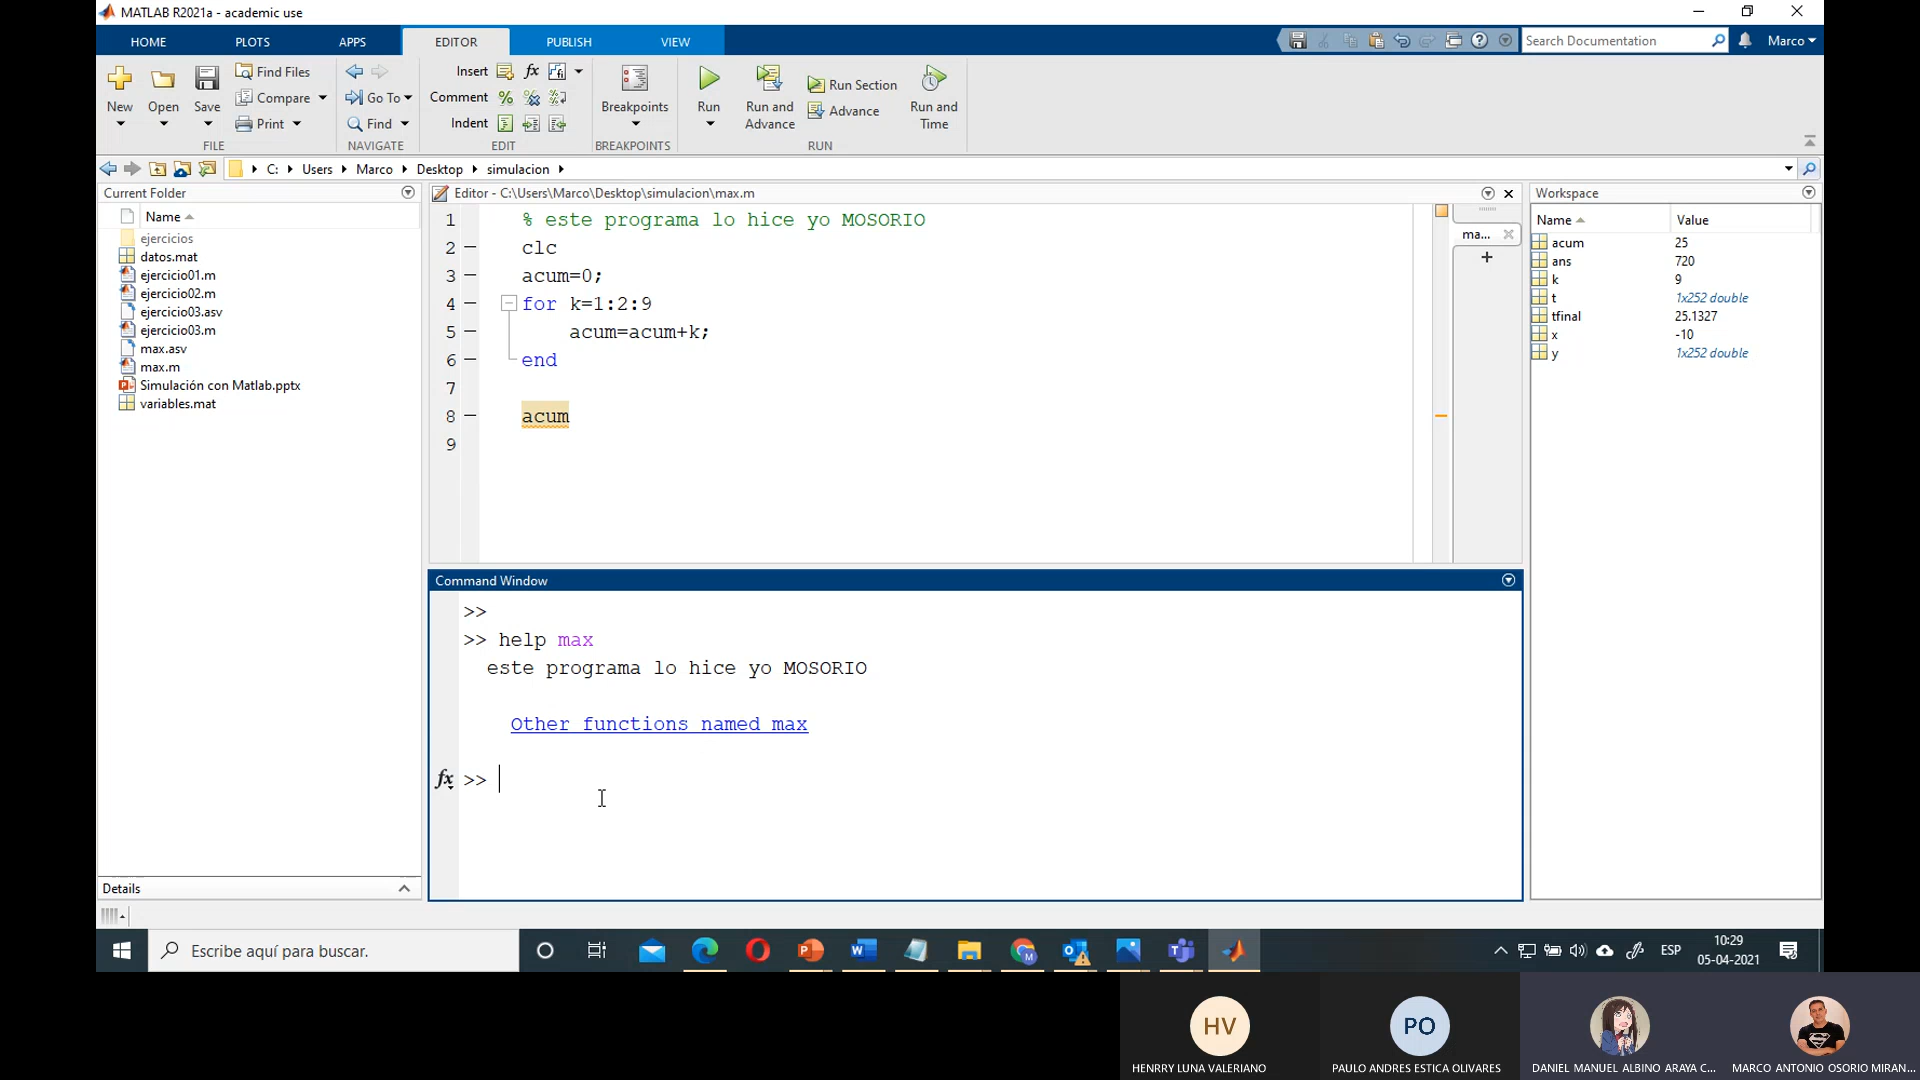 MATLAB R2021a - academic use
HOME PLOTS APPS EDITOR PUBLISH VIEW
Search Documentation
Marco
New
Open
Save
Find Files
Compare
Print
FILE
Go To
Find
NAVIGATE
Insert
Comment
Indent
EDIT
Breakpoints
BREAKPOINTS
Run
Run and Advance
Run Section
Advance
Run and Time
RUN
C: Users Marco Desktop simulacion
Current Folder
Name
ejercicios
datos.mat
ejercicio01.m
ejercicio02.m
ejercicio03.asv
ejercicio03.m
max.asv
max.m
Simulación con Matlab.pptx
variables.mat
Details
Editor - C:\Users\Marco\Desktop\simulacion\max.m
ma...
1 % este programa lo hice yo MOSORIO
2 clc
3 acum=0;
4 for k=1:2:9
5 acum=acum+k;
6 end
7
8 acum
9
Command Window
>>
>> help max
este programa lo hice yo MOSORIO
Other functions named max
fx >>
Workspace
Name Value
acum 25
ans 720
k 9
t 1x252 double
tfinal 25.1327
x -10
y 1x252 double
Escribe aquí para buscar.
ESP
10:29
05-04-2021
HV
HENRRY LUNA VALERIANO
PO
PAULO ANDRES ESTICA OLIVARES
DANIEL MANUEL ALBINO ARAYA C...
MARCO ANTONIO OSORIO MIRAN...